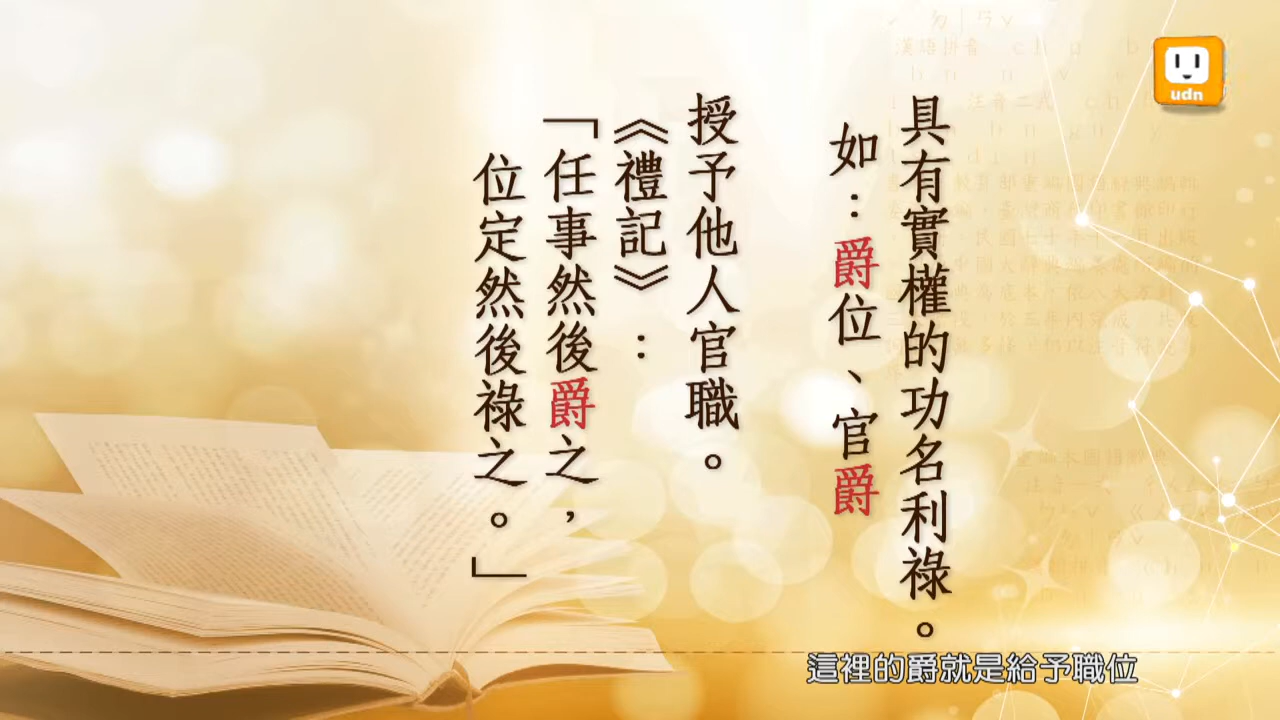 具有實權的功名利祿。
如：爵位、官爵
授予他人官職。
《禮記》：
「任事然後爵之，
位定然後祿之。」
這裡的爵就是給予職位
udn